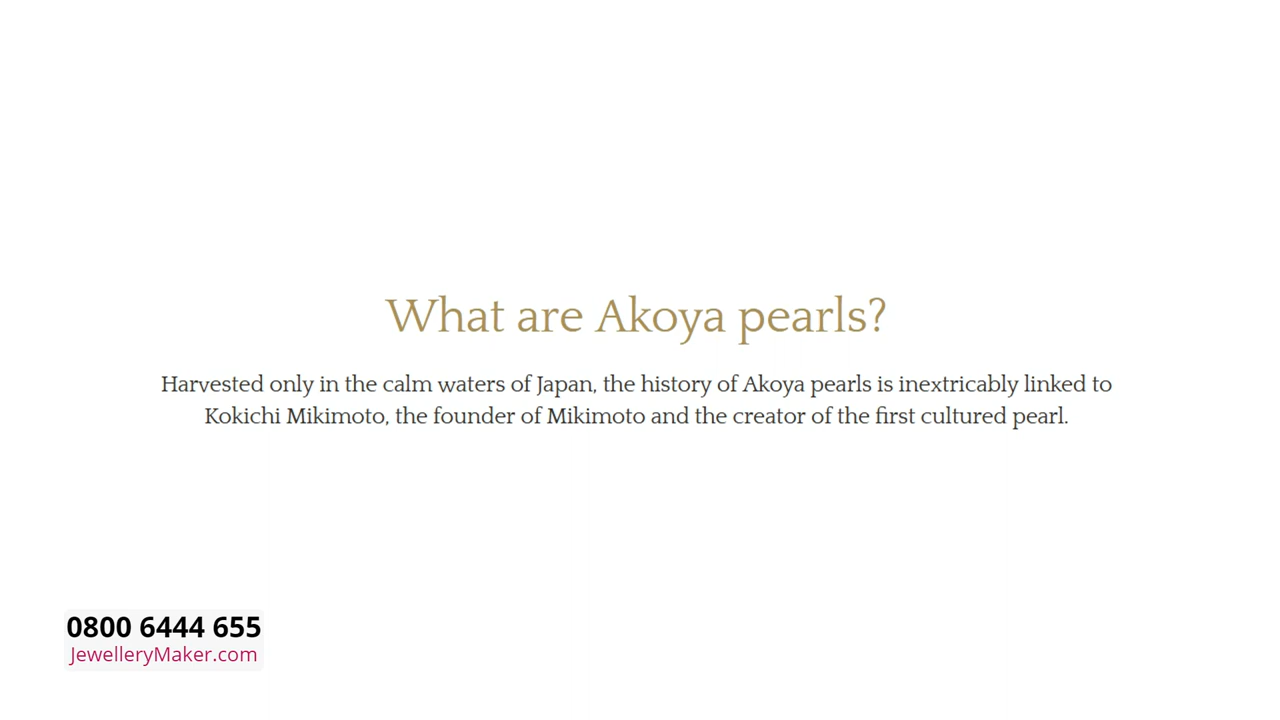 What are Akoya pearls?
Harvested only in the calm waters of Japan, the history of Akoya pearls is inextricably linked to
Kokichi Mikimoto, the founder of Mikimoto and the creator of the first cultured pearl.
0800 6444 655
JewelleryMaker.com